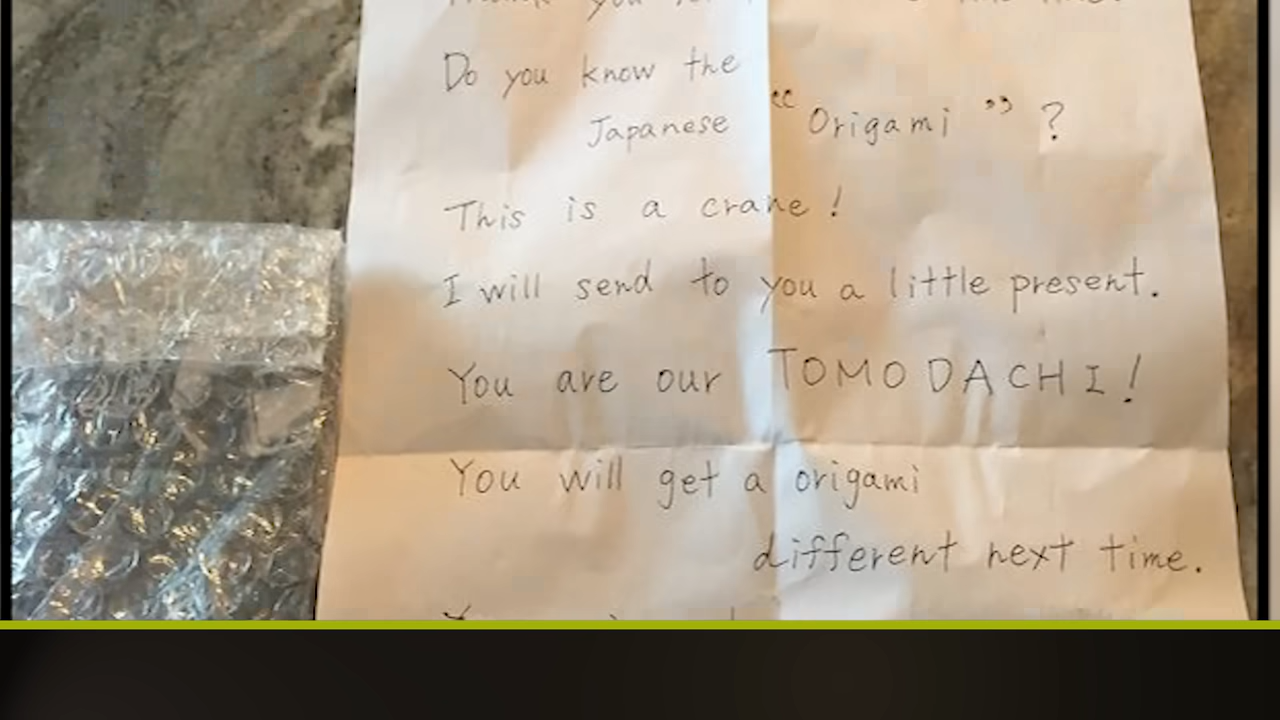 Do you know the
Japanese “Origami”?
This is a crane!
I will send to you a little present.
You are our TOMODACHI!
You will get a origami
different next time.